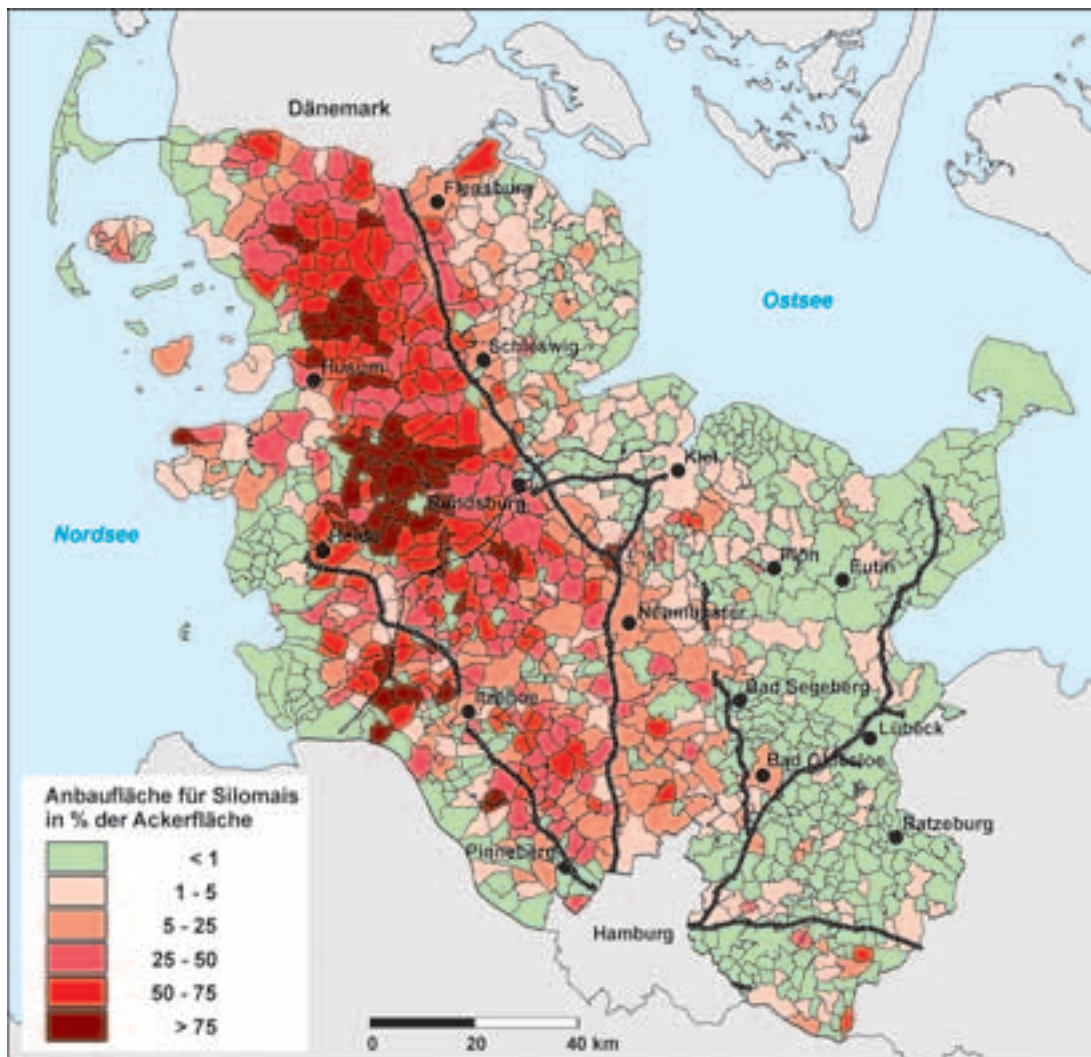 Dänemark
Flensburg
Ostsee
Schleswig
Husum
Kiel
Rendsburg
Nordsee
Heide
Plön
Eutin
Neumünster
Bad Segeberg
Itzehoe
Lübeck
Bad Oldesloe
Ratzeburg
Pinneberg
Hamburg
Anbaufläche für Silomais
in % der Ackerfläche
< 1
1 - 5
5 - 25
25 - 50
50 - 75
> 75
0 20 40 km